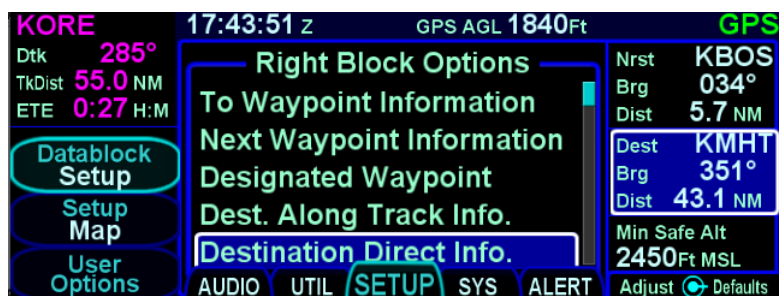 KORE
17:43:51 Z
GPS AGL 1840Ft
GPS
Dtk 285°
TkDist 55.0 NM
ETE 0:27 H:M
Datablock
Setup
Setup
Map
User
Options
Right Block Options
To Waypoint Information
Next Waypoint Information
Designated Waypoint
Dest. Along Track Info.
Destination Direct Info.
AUDIO UTIL SETUP SYS ALERT
Nrst KBOS
Brg 034°
Dist 5.7 NM
Dest KMHT
Brg 351°
Dist 43.1 NM
Min Safe Alt
2450Ft MSL
Adjust Defaults